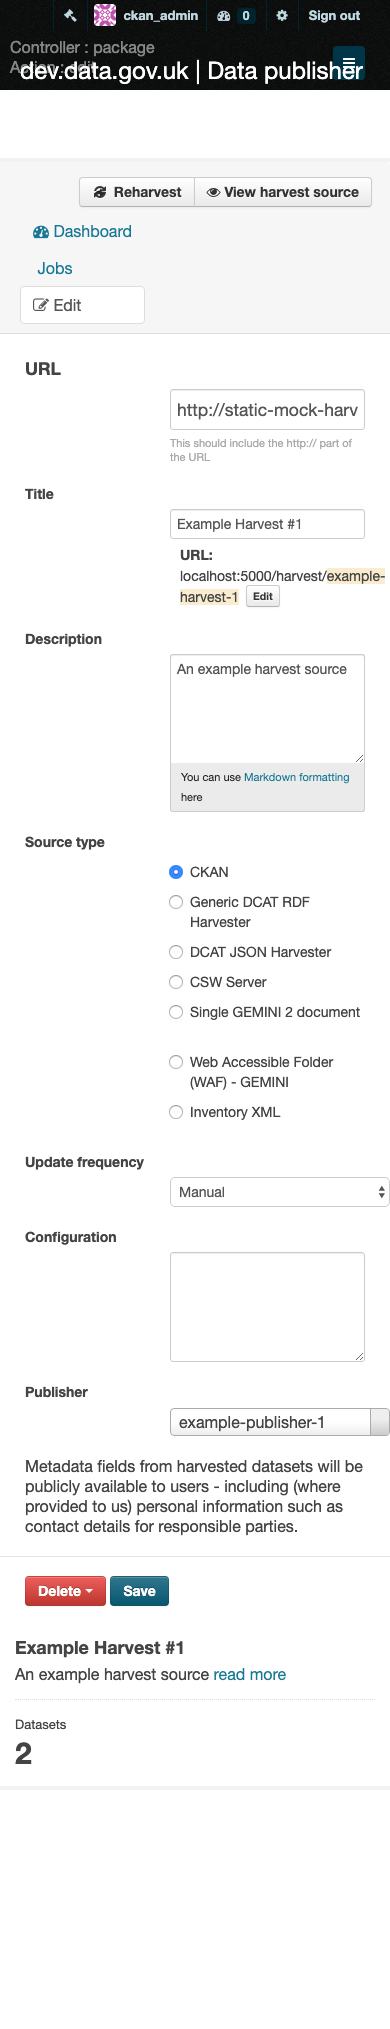 ckan_admin 0 Sign out
Controller : package
Action : edit
dev.data.gov.uk | Data publisher
Reharvest View harvest source
Dashboard
Jobs
Edit
URL
http://static-mock-harv
This should include the http:// part of
the URL
Title
Example Harvest #1
URL:
localhost:5000/harvest/example-
harvest-1 Edit
Description
An example harvest source
You can use Markdown formatting
here
Source type
CKAN
Generic DCAT RDF
Harvester
DCAT JSON Harvester
CSW Server
Single GEMINI 2 document
Web Accessible Folder
(WAF) - GEMINI
Inventory XML
Update frequency
Manual
Configuration
Publisher
example-publisher-1
Metadata fields from harvested datasets will be
publicly available to users - including (where
provided to us) personal information such as
contact details for responsible parties.
Delete Save
Example Harvest #1
An example harvest source read more
Datasets
2